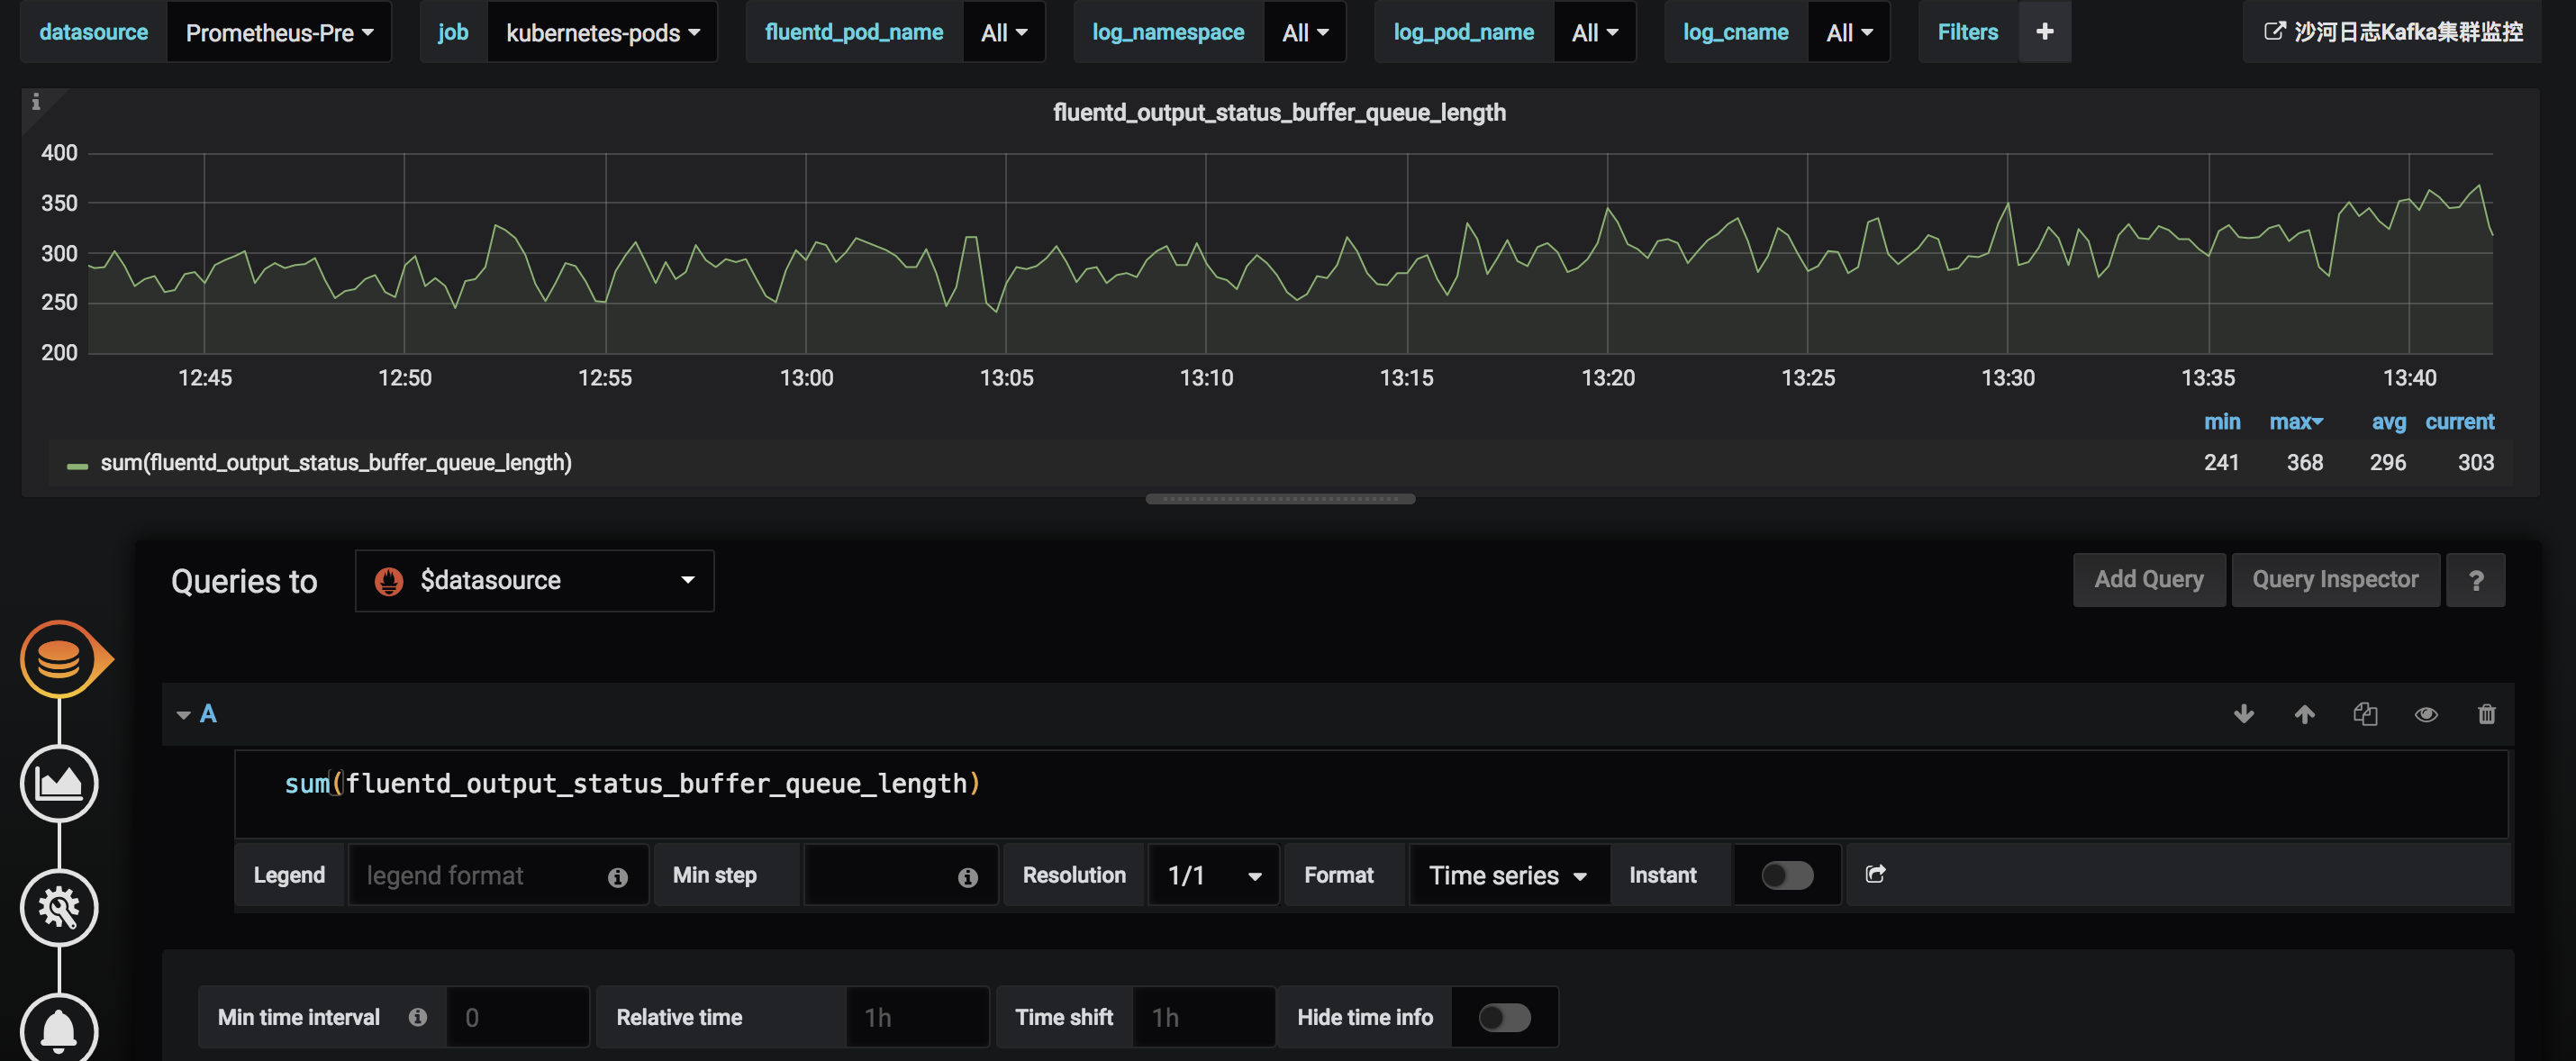 datasource Prometheus-Pre job kubernetes-pods fluentd_pod_name All log_namespace All log_pod_name All log_cname All Filters + 沙河日志Kafka集群监控
i
fluentd_output_status_buffer_queue_length
400
350
300
250
200
12:45 12:50 12:55 13:00 13:05 13:10 13:15 13:20 13:25 13:30 13:35 13:40
min max avg current
sum(fluentd_output_status_buffer_queue_length) 241 368 296 303
Queries to $datasource Add Query Query Inspector ?
A
sum(fluentd_output_status_buffer_queue_length)
Legend legend format Min step Resolution 1/1 Format Time series Instant
Min time interval 0 Relative time 1h Time shift 1h Hide time info